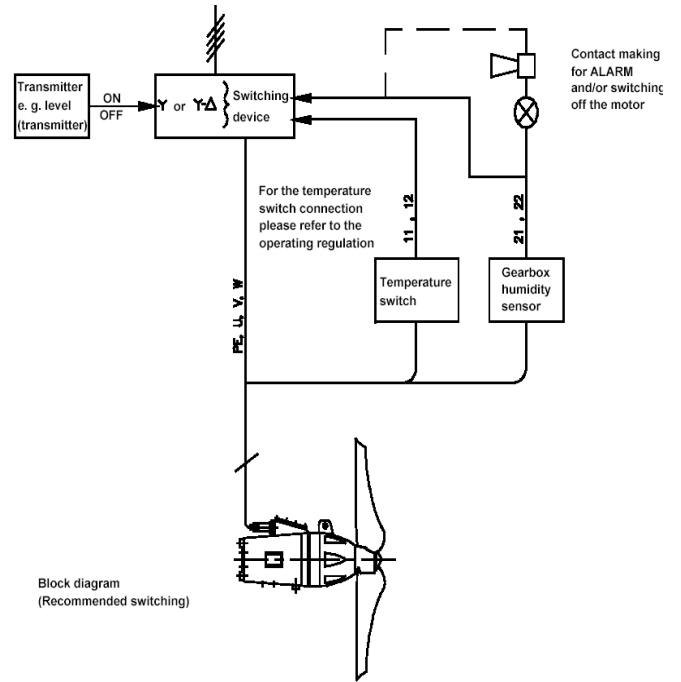 Transmitter
e. g. level
(transmitter)
ON
OFF
Y or Y-Δ
Switching
device
Contact making
for ALARM
and/or switching
off the motor
For the temperature
switch connection
please refer to the
operating regulation
11 , 12
21 , 22
Temperature
switch
Gearbox
humidity
sensor
PE, U, V, W
Block diagram
(Recommended switching)